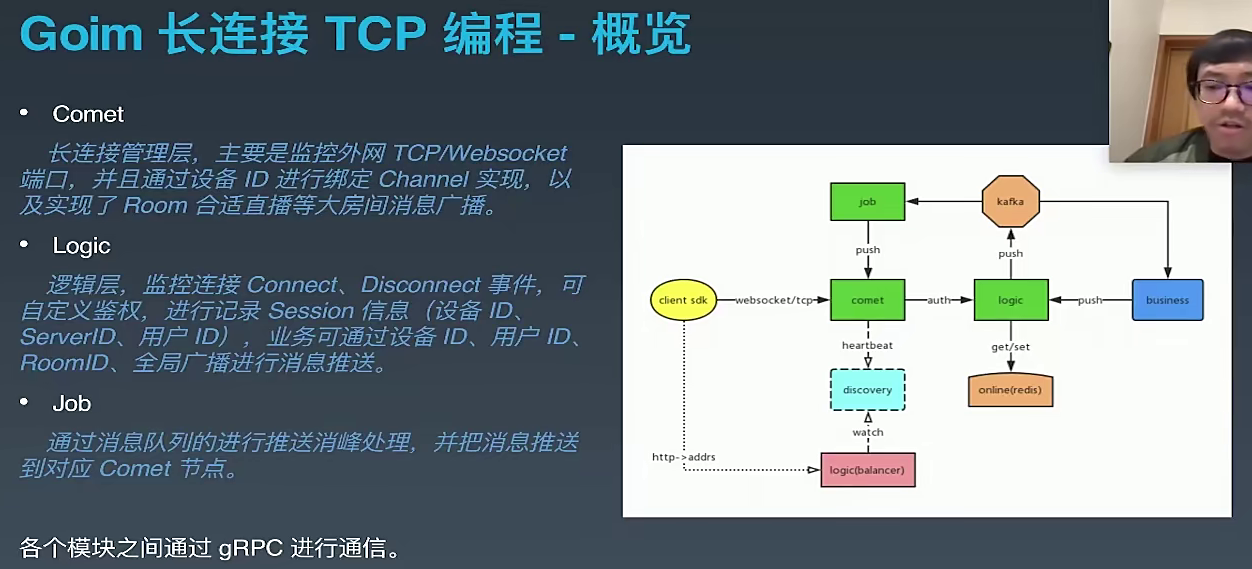 Goim 长连接 TCP 编程 - 概览
• Comet
长连接管理层，主要是监控外网 TCP/Websocket
端口，并且通过设备 ID 进行绑定 Channel 实现，以
及实现了 Room 合适直播等大房间消息广播。
• Logic
逻辑层，监控连接 Connect、Disconnect 事件，可
自定义鉴权，进行记录 Session 信息（设备 ID、
ServerID、用户 ID），业务可通过设备 ID、用户 ID、
RoomID、全局广播进行消息推送。
• Job
通过消息队列的进行推送消峰处理，并把消息推送
到对应 Comet 节点。
各个模块之间通过 gRPC 进行通信。
job
kafka
push
push
client sdk
websocket/tcp
comet
auth
logic
push
business
heartbeat
get/set
discovery
online(redis)
watch
http->addrs
logic(balancer)